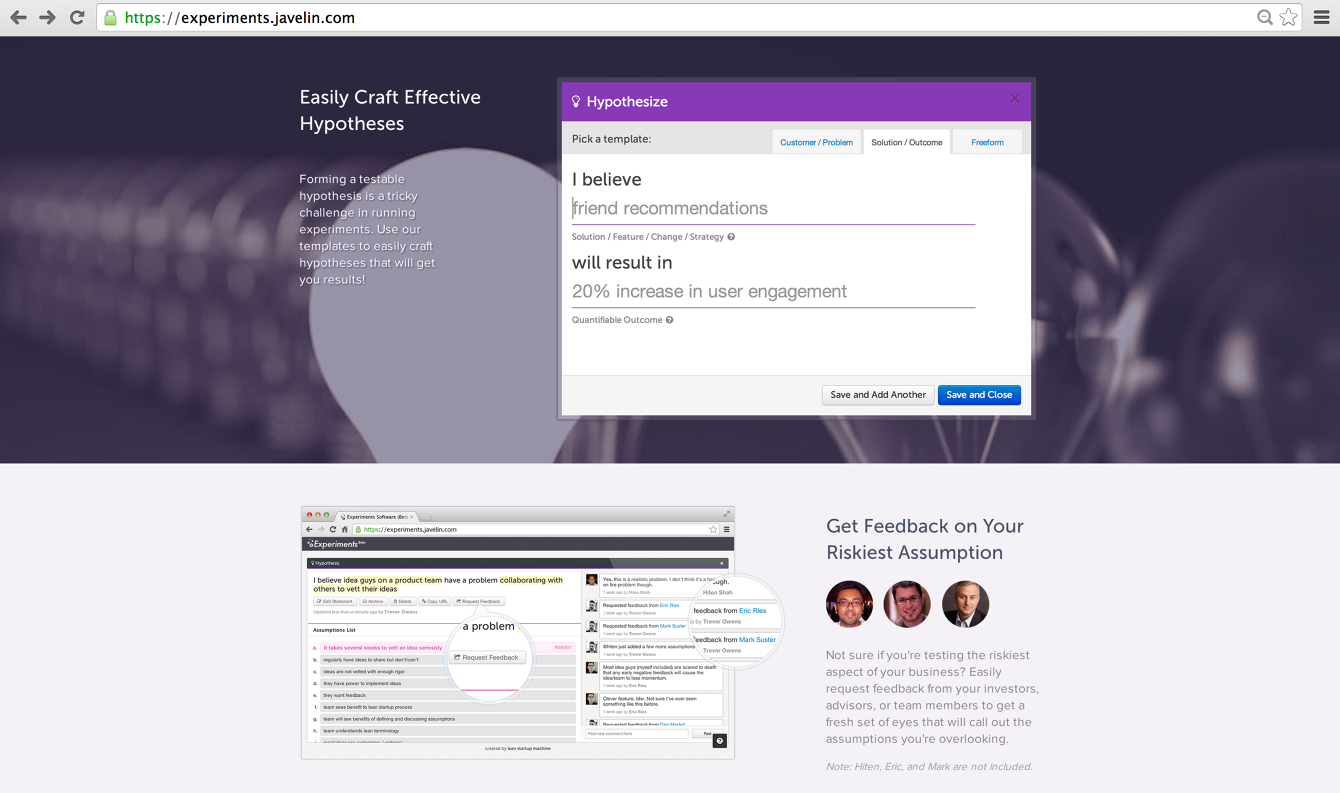 https://experiments.javelin.com
Easily Craft Effective
Hypotheses
Forming a testable
hypothesis is a tricky
challenge in running
experiments. Use our
templates to easily craft
hypotheses that will get
you results!
Hypothesize
Pick a template:
Customer / Problem
Solution / Outcome
Freeform
I believe
friend recommendations
Solution / Feature / Change / Strategy
will result in
20% increase in user engagement
Quantifiable Outcome
Save and Add Another
Save and Close
Experiments Software (Beta
https://experiments.javelin.com
Experiments Beta
Hypothesis
I believe idea guys on a product team have a problem collaborating with
others to vett their ideas
Edit Statement
Archive
Delete
Copy URL
Request Feedback
Updated less than a minute ago by Trevor Owens
Assumptions List
a. it takes several weeks to vett an idea seriously
b. regularly have ideas to share but don't/can't
c. ideas are not vetted with enough rigor
d. they have power to implement ideas
e. they want feedback
f. team sees benefit to lean startup process
g. team will see benefits of defining and discussing assumptions
h. team understands lean terminology
a problem
Request Feedback
RISKIEST
Yes, this is a realistic problem. I don't think it's a
on fire problem though.
1 week ago by Hiten Shah
Requested feedback from Eric Ries
1 week ago by Trevor Owens
Requested feedback from Mark Suster
1 week ago by Trevor Owens
@hiten just added a few more assumptions
1 week ago by Trevor Owens
Most idea guys (myself included) are scared to death
that any early negative feedback will cause the
idea/team to lose momentum.
1 week ago by Eric Ries
Clever feature, btw. Not sure I've ever seen
something like this before.
1 week ago by Eric Ries
Requested feedback from
Post new comment here
Post
ough.
Hiten Shah
feedback from Eric Ries
by Trevor Owens
feedback from Mark Suster
Trevor Owens
created by lean startup machine
Get Feedback on Your
Riskiest Assumption
Not sure if you're testing the riskiest
aspect of your business? Easily
request feedback from your investors,
advisors, or team members to get a
fresh set of eyes that will call out the
assumptions you're overlooking.
Note: Hiten, Eric, and Mark are not included.